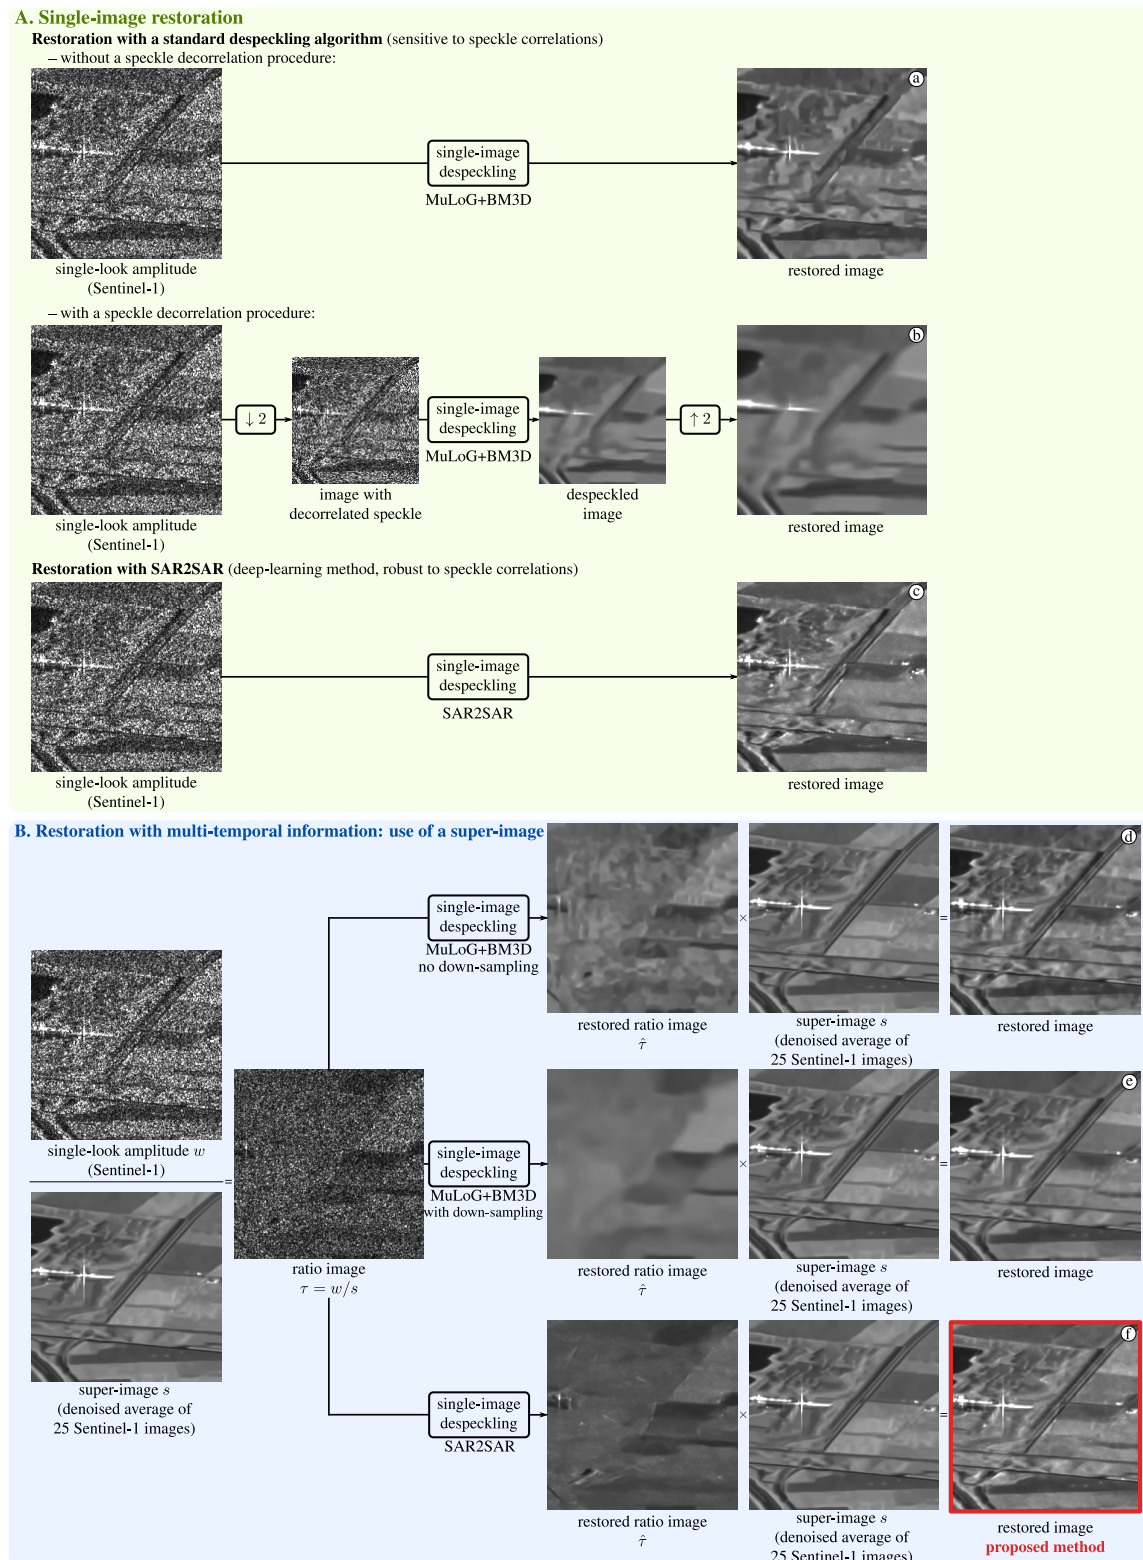 A. Single-image restoration
Restoration with a standard despeckling algorithm (sensitive to speckle correlations)
– without a speckle decorrelation procedure:
a
single-image
despeckling
MuLoG+BM3D
single-look amplitude
(Sentinel-1)
restored image
– with a speckle decorrelation procedure:
b
↓ 2
single-image
despeckling
MuLoG+BM3D
↑ 2
image with
decorrelated speckle
despeckled
image
single-look amplitude
(Sentinel-1)
restored image
Restoration with SAR2SAR (deep-learning method, robust to speckle correlations)
c
single-image
despeckling
SAR2SAR
single-look amplitude
(Sentinel-1)
restored image
B. Restoration with multi-temporal information: use of a super-image
d
single-image
despeckling
MuLoG+BM3D
no down-sampling
×
=
restored ratio image
τ̂
super-image s
(denoised average of
25 Sentinel-1 images)
restored image
single-look amplitude w
(Sentinel-1)
=
super-image s
(denoised average of
25 Sentinel-1 images)
ratio image
τ = w/s
e
single-image
despeckling
MuLoG+BM3D
with down-sampling
×
=
restored ratio image
τ̂
super-image s
(denoised average of
25 Sentinel-1 images)
restored image
f
single-image
despeckling
SAR2SAR
×
=
restored ratio image
τ̂
super-image s
(denoised average of
25 Sentinel-1 images)
restored image
proposed method